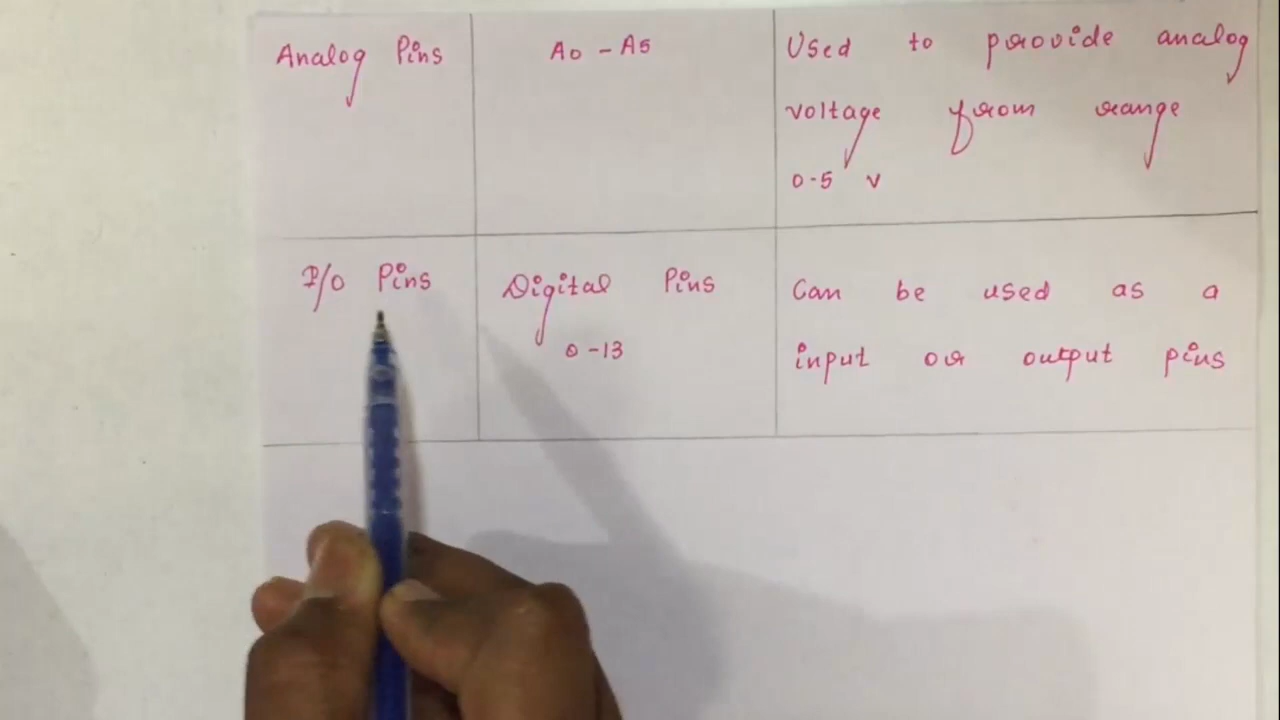 Analog Pins
A0 - A5
Used to provide analog
voltage from range
0-5 V
I/O Pins
Digital Pins
0-13
Can be used as a
input or output pins